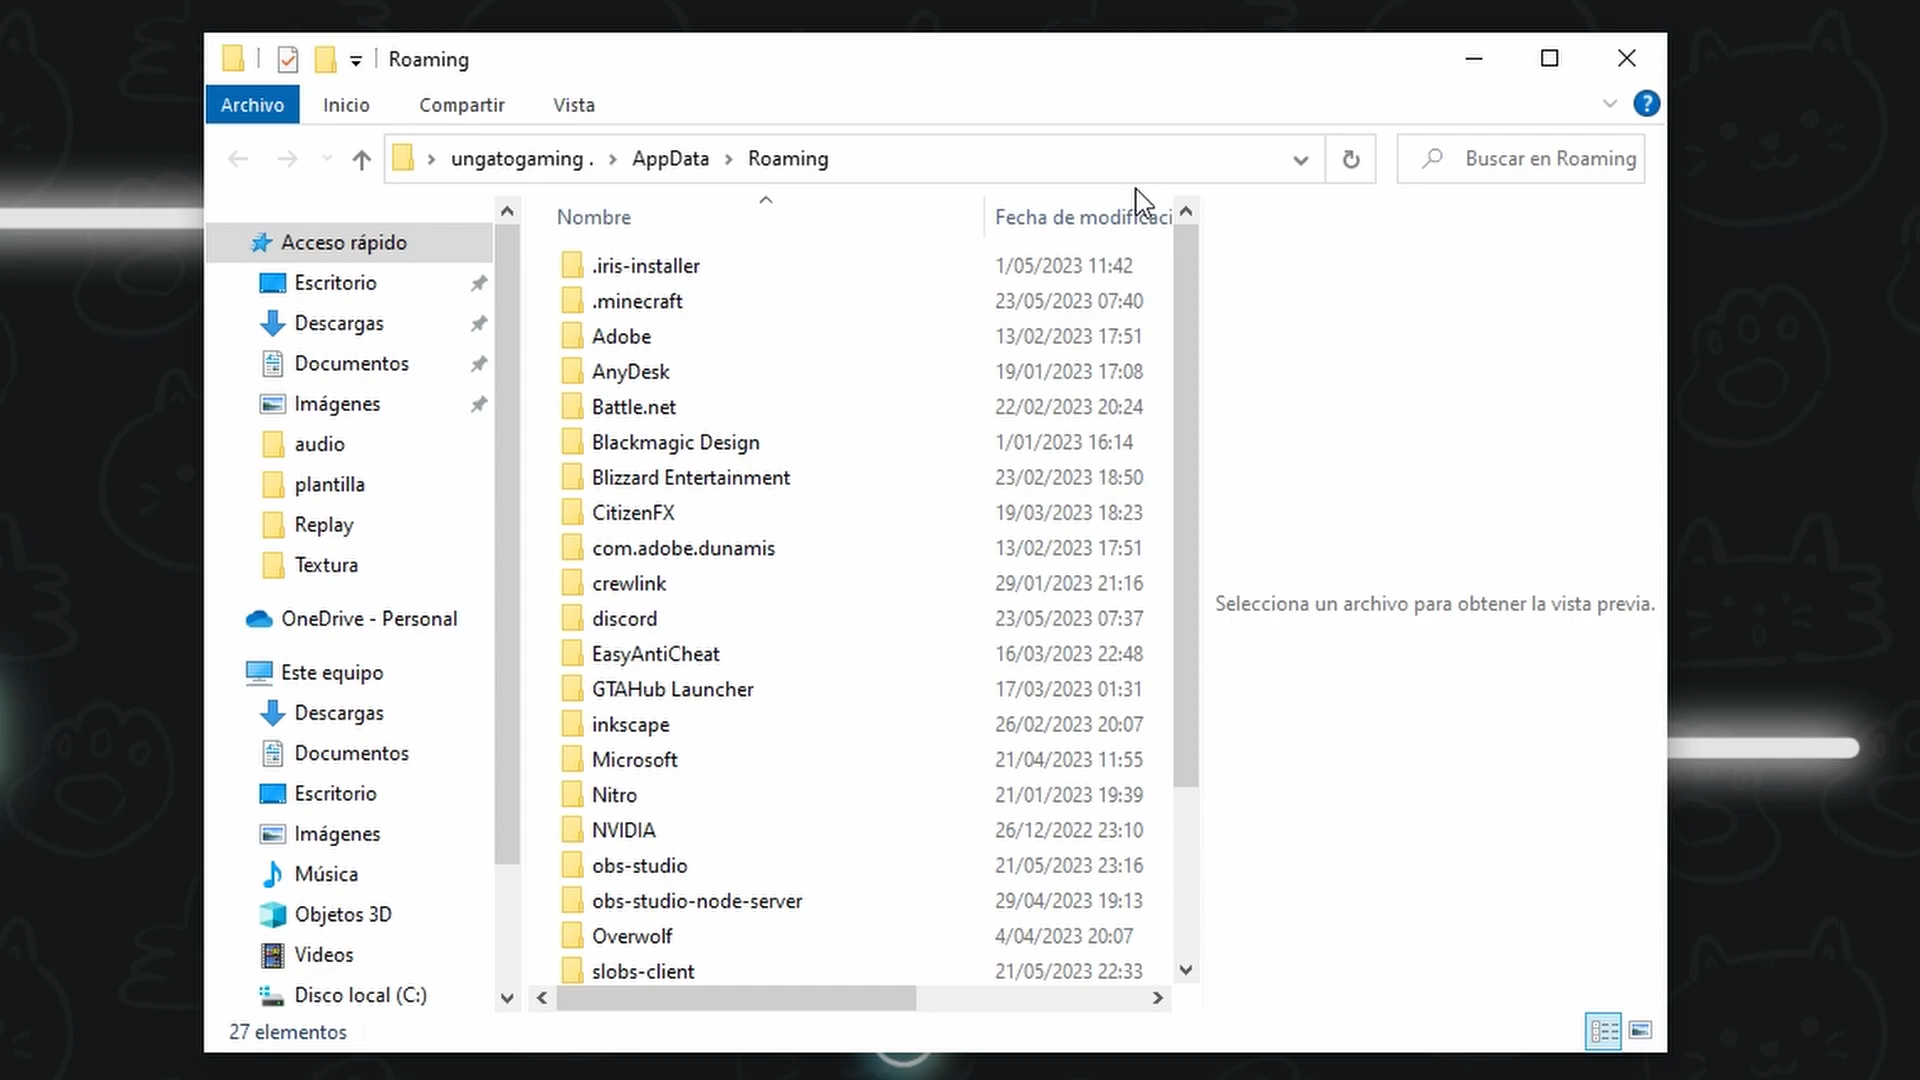 Roaming
Archivo Inicio Compartir Vista
?
ungatogaming . AppData Roaming
Buscar en Roaming
Nombre Fecha de modificaci
Acceso rápido
Escritorio
Descargas
Documentos
Imágenes
audio
plantilla
Replay
Textura
OneDrive - Personal
Este equipo
Descargas
Documentos
Escritorio
Imágenes
Música
Objetos 3D
Videos
Disco local (C:)
.iris-installer 1/05/2023 11:42
.minecraft 23/05/2023 07:40
Adobe 13/02/2023 17:51
AnyDesk 19/01/2023 17:08
Battle.net 22/02/2023 20:24
Blackmagic Design 1/01/2023 16:14
Blizzard Entertainment 23/02/2023 18:50
CitizenFX 19/03/2023 18:23
com.adobe.dunamis 13/02/2023 17:51
crewlink 29/01/2023 21:16
discord 23/05/2023 07:37
EasyAntiCheat 16/03/2023 22:48
GTAHub Launcher 17/03/2023 01:31
inkscape 26/02/2023 20:07
Microsoft 21/04/2023 11:55
Nitro 21/01/2023 19:39
NVIDIA 26/12/2022 23:10
obs-studio 21/05/2023 23:16
obs-studio-node-server 29/04/2023 19:13
Overwolf 4/04/2023 20:07
slobs-client 21/05/2023 22:33
Selecciona un archivo para obtener la vista previa.
27 elementos